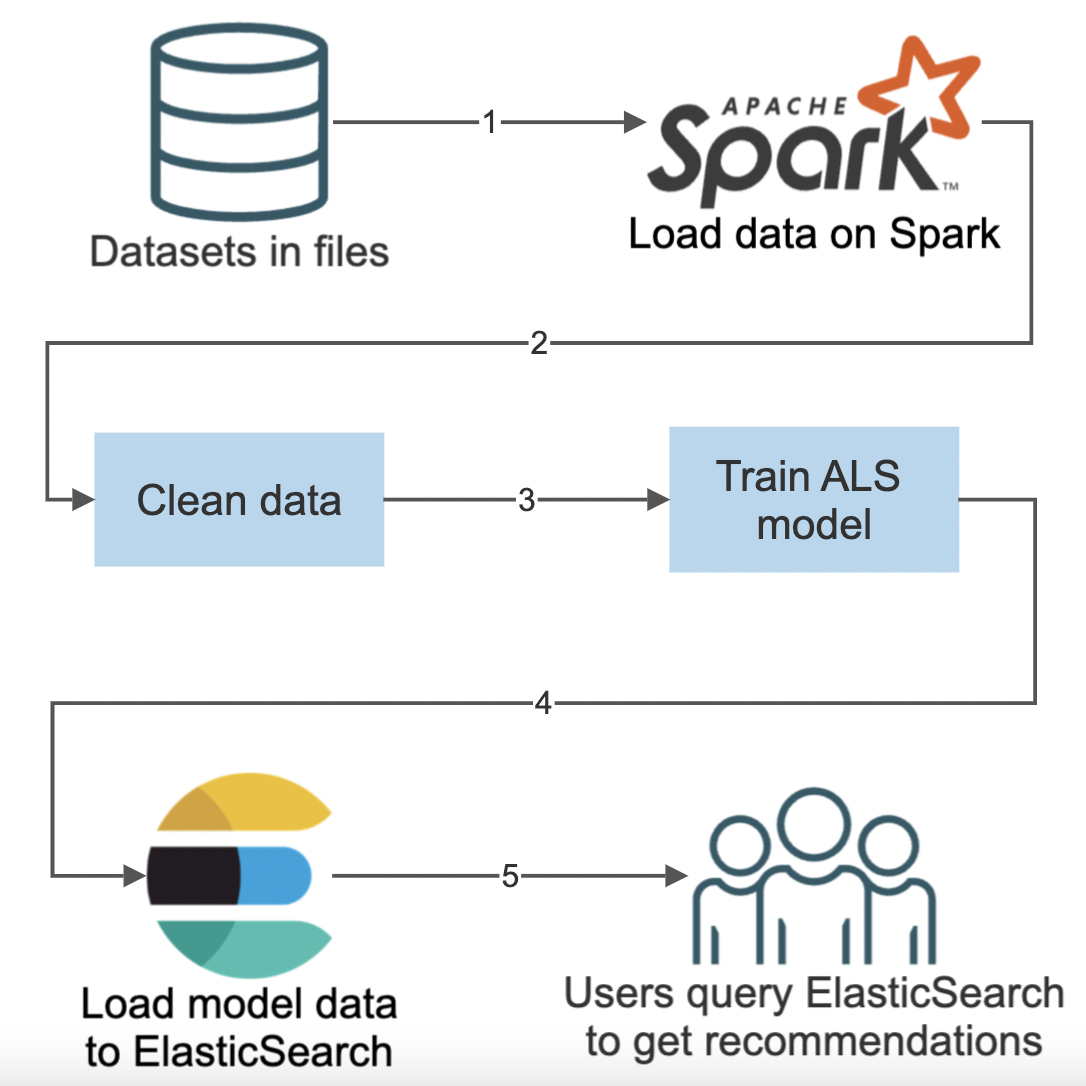 1
APACHE
Spark™
Datasets in files
Load data on Spark
2
Clean data
3
Train ALS
model
4
5
Load model data
to ElasticSearch
Users query ElasticSearch
to get recommendations